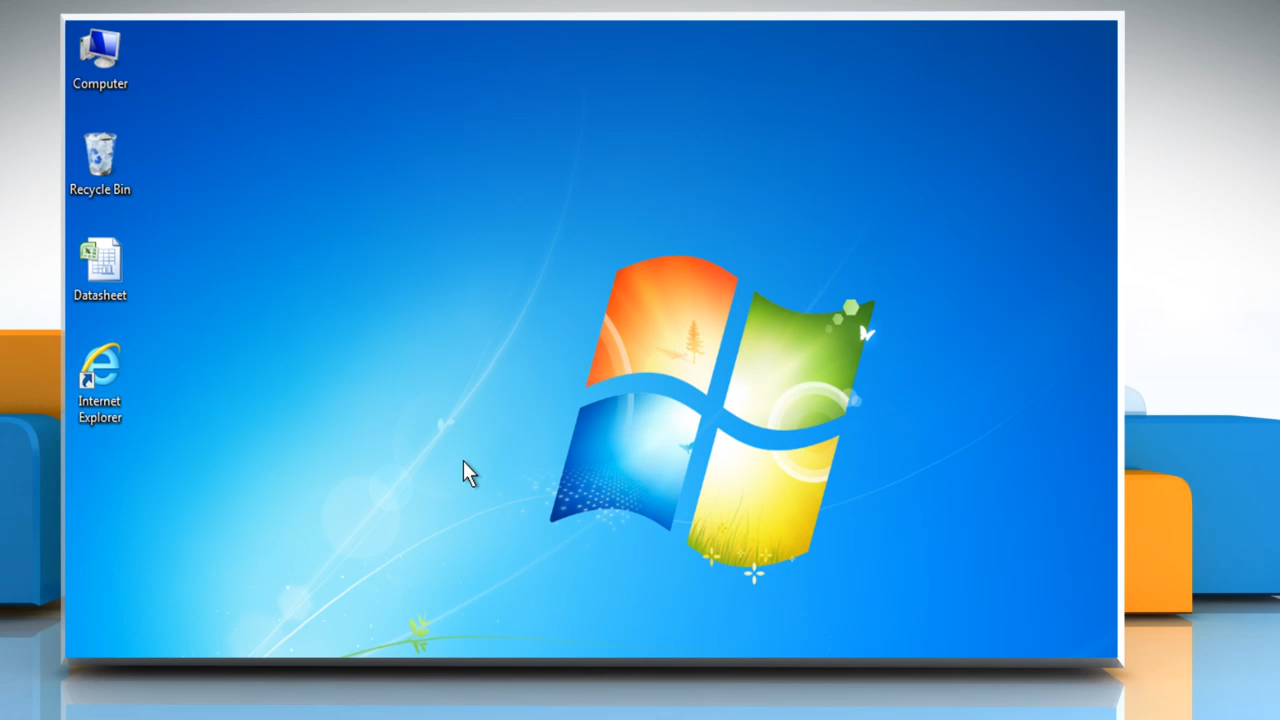 Computer
Recycle Bin
Datasheet
Internet
Explorer